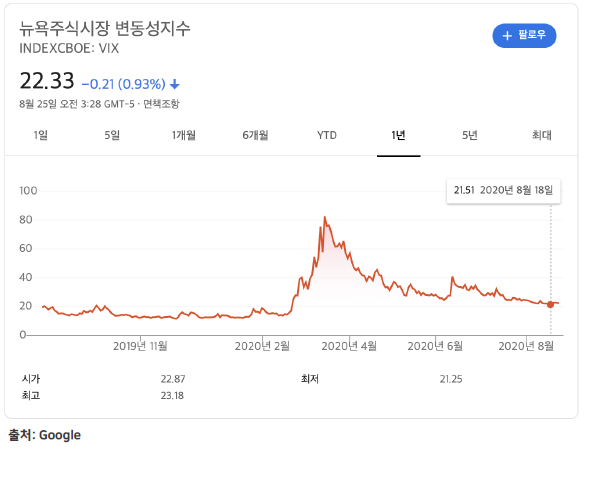 뉴욕주식시장 변동성지수
INDEXCBOE: VIX
+ 팔로우
22.33 −0.21 (0.93%)
8월 25일 오전 3:28 GMT-5 · 면책조항
1일 5일 1개월 6개월 YTD 1년 5년 최대
21.51 2020년 8월 18일
100
80
60
40
20
0
2019년 11월 2020년 2월 2020년 4월 2020년 6월 2020년 8월
시가 22.87 최저 21.25
최고 23.18
출처: Google